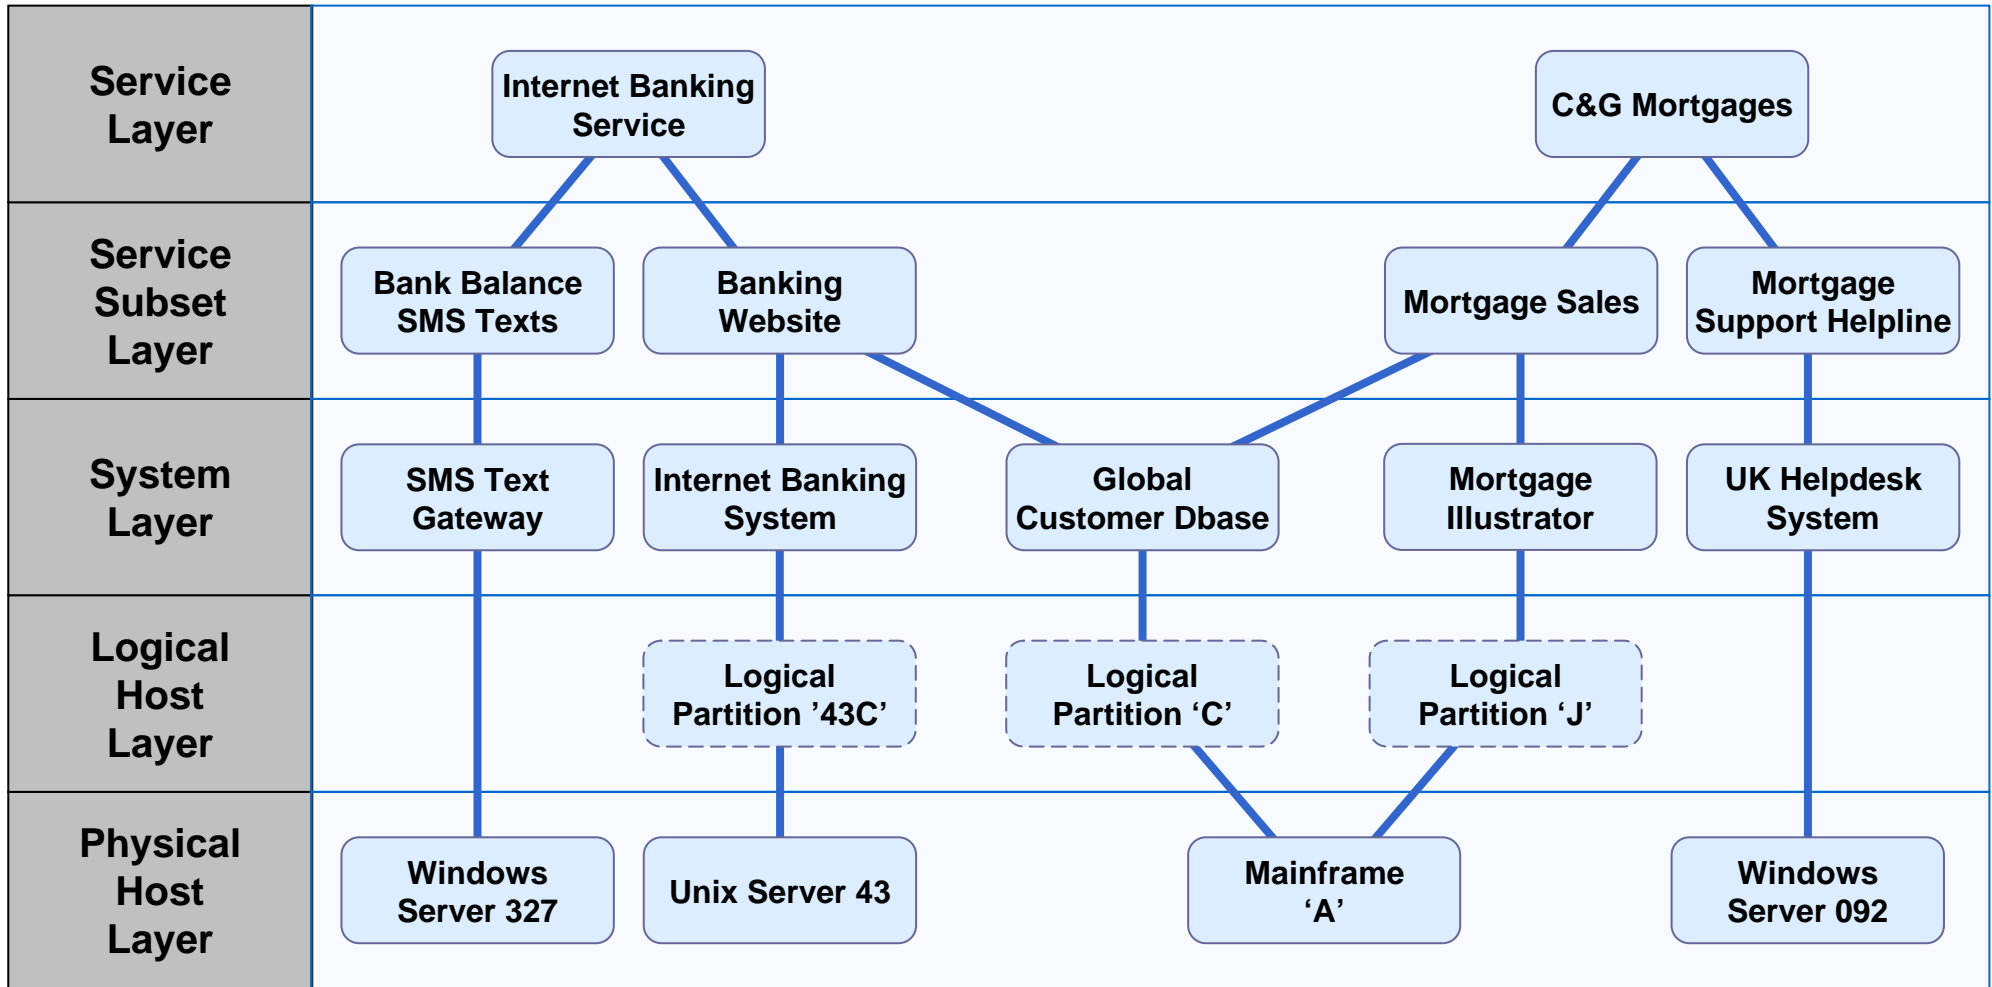 Service
Layer
Internet Banking
Service
C&G Mortgages
Service
Subset
Layer
Bank Balance
SMS Texts
Banking
Website
Mortgage Sales
Mortgage
Support Helpline
System
Layer
SMS Text
Gateway
Internet Banking
System
Global
Customer Dbase
Mortgage
Illustrator
UK Helpdesk
System
Logical
Host
Layer
Logical
Partition ’43C’
Logical
Partition ‘C’
Logical
Partition ‘J’
Physical
Host
Layer
Windows
Server 327
Unix Server 43
Mainframe
‘A’
Windows
Server 092